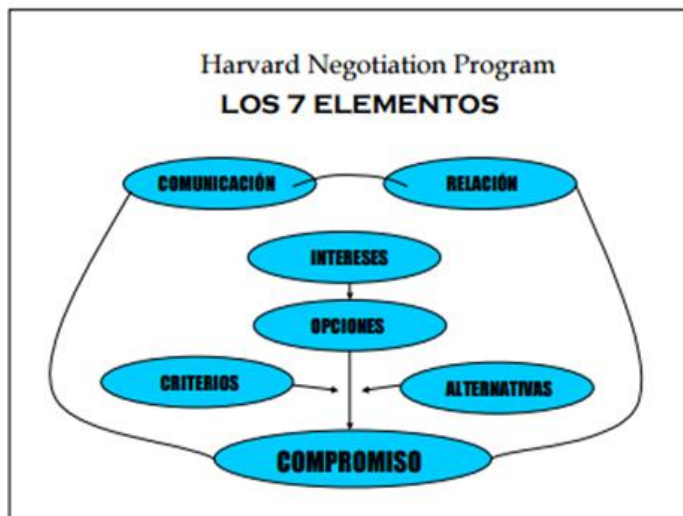 Harvard Negotiation Program
LOS 7 ELEMENTOS
COMUNICACIÓN
RELACIÓN
INTERESES
OPCIONES
CRITERIOS
ALTERNATIVAS
COMPROMISO